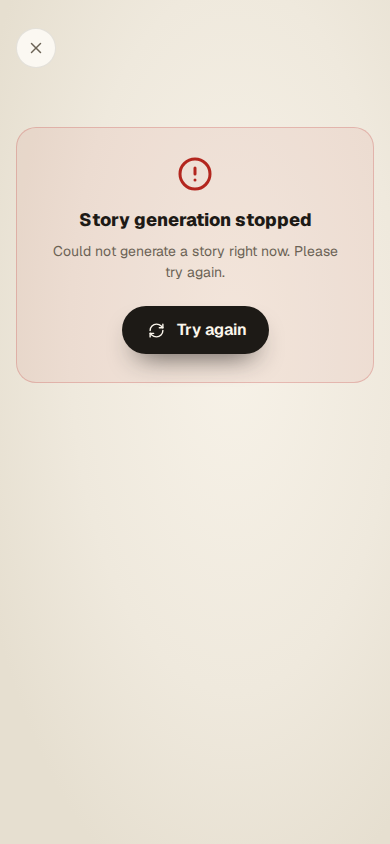 Story generation stopped
Could not generate a story right now. Please
try again.
Try again